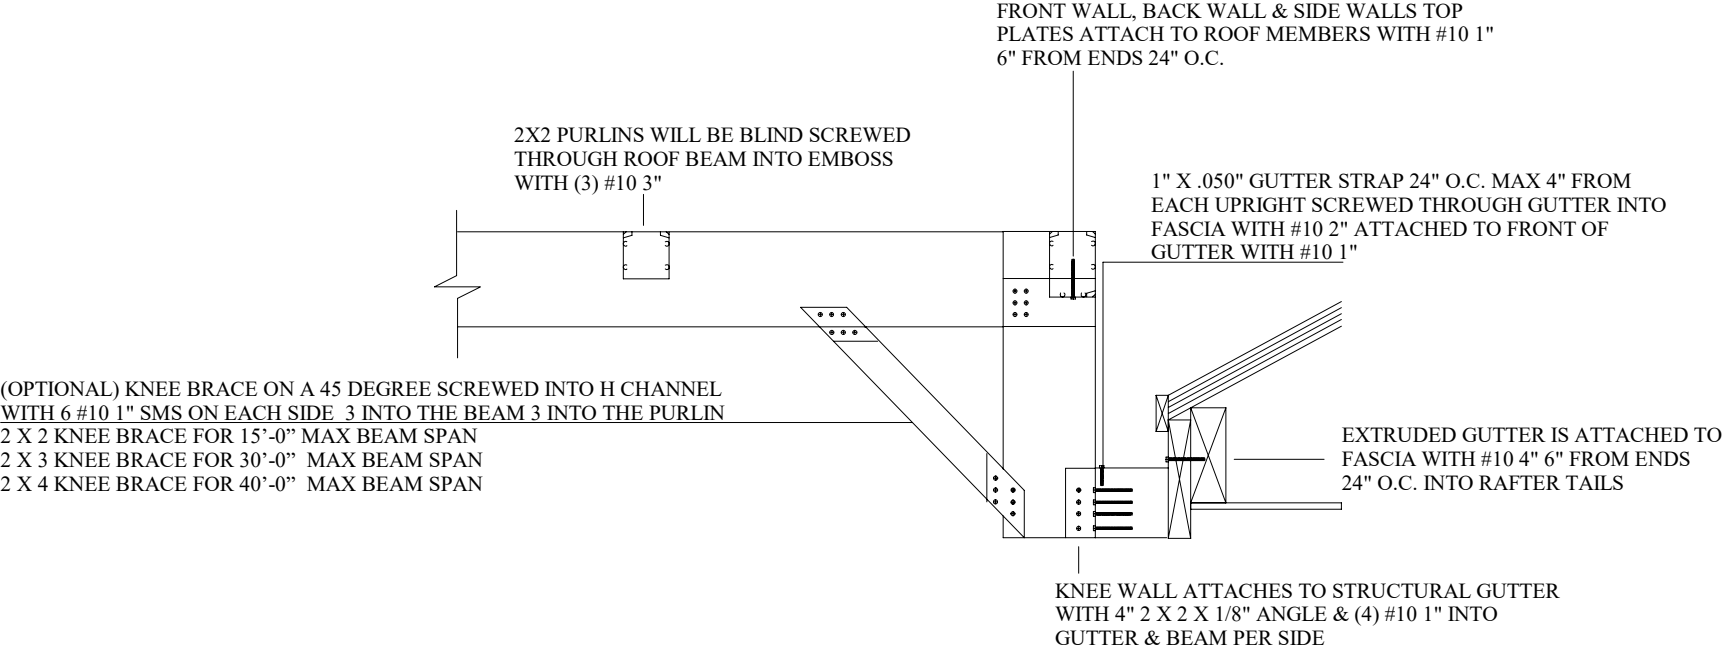 FRONT WALL, BACK WALL & SIDE WALLS TOP
PLATES ATTACH TO ROOF MEMBERS WITH #10 1"
6" FROM ENDS 24" O.C.
2X2 PURLINS WILL BE BLIND SCREWED
THROUGH ROOF BEAM INTO EMBOSS
WITH (3) #10 3"
1" X .050" GUTTER STRAP 24" O.C. MAX 4" FROM
EACH UPRIGHT SCREWED THROUGH GUTTER INTO
FASCIA WITH #10 2" ATTACHED TO FRONT OF
GUTTER WITH #10 1"
(OPTIONAL) KNEE BRACE ON A 45 DEGREE SCREWED INTO H CHANNEL
WITH 6 #10 1" SMS ON EACH SIDE  3 INTO THE BEAM 3 INTO THE PURLIN
2 X 2 KNEE BRACE FOR 15’-0” MAX BEAM SPAN
2 X 3 KNEE BRACE FOR 30’-0”  MAX BEAM SPAN
2 X 4 KNEE BRACE FOR 40’-0”  MAX BEAM SPAN
EXTRUDED GUTTER IS ATTACHED TO
FASCIA WITH #10 4" 6" FROM ENDS
24" O.C. INTO RAFTER TAILS
KNEE WALL ATTACHES TO STRUCTURAL GUTTER
WITH 4" 2 X 2 X 1/8" ANGLE & (4) #10 1" INTO
GUTTER & BEAM PER SIDE